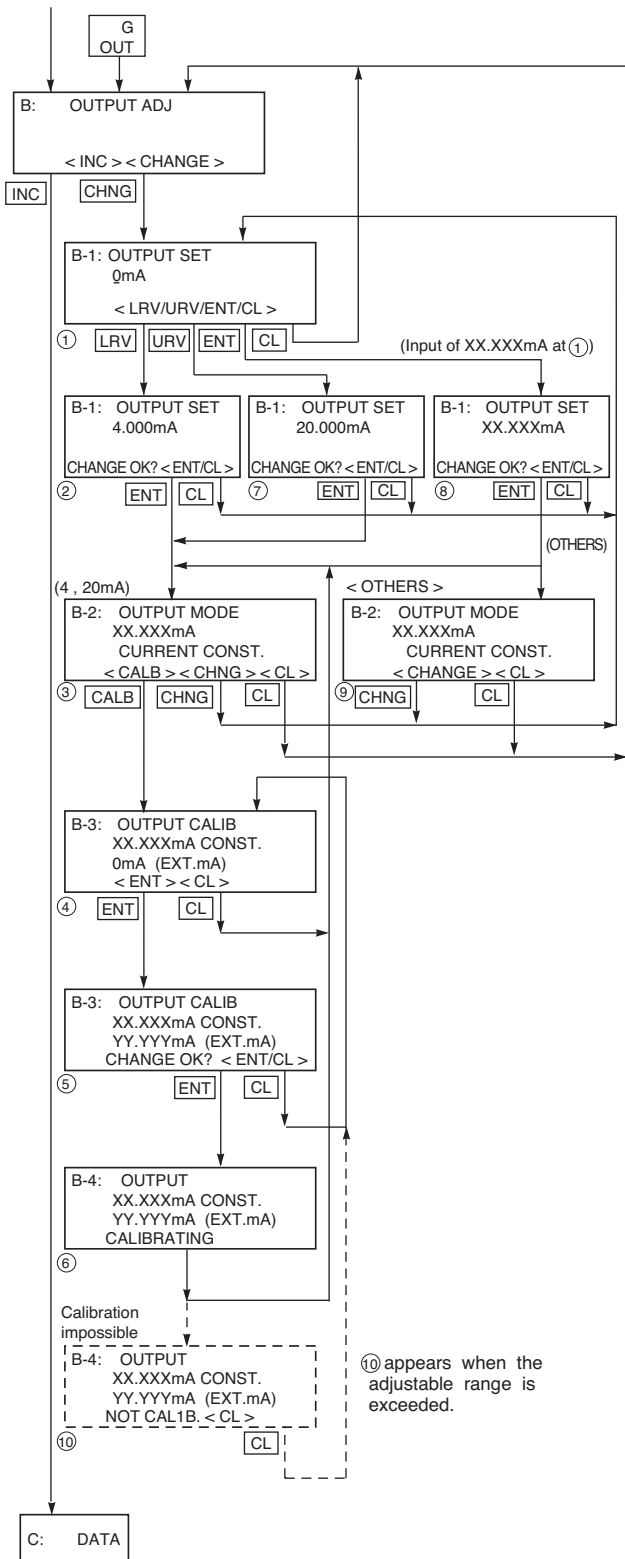 G
OUT
B: OUTPUT ADJ
< INC > < CHANGE >
INC
CHNG
B-1: OUTPUT SET
0mA
< LRV/URV/ENT/CL >
① LRV URV ENT CL
(Input of XX.XXXmA at ①)
B-1: OUTPUT SET
4.000mA
CHANGE OK? < ENT/CL >
② ENT CL
B-1: OUTPUT SET
20.000mA
CHANGE OK? < ENT/CL >
⑦ ENT CL
B-1: OUTPUT SET
XX.XXXmA
CHANGE OK? < ENT/CL >
⑧ ENT CL
(OTHERS)
(4 , 20mA)
B-2: OUTPUT MODE
XX.XXXmA
CURRENT CONST.
< CALB > < CHNG > < CL >
③ CALB CHNG CL
< OTHERS >
B-2: OUTPUT MODE
XX.XXXmA
CURRENT CONST.
< CHANGE > < CL >
⑨ CHNG CL
B-3: OUTPUT CALIB
XX.XXXmA CONST.
0mA (EXT.mA)
< ENT > < CL >
④ ENT CL
B-3: OUTPUT CALIB
XX.XXXmA CONST.
YY.YYYmA (EXT.mA)
CHANGE OK? < ENT/CL >
⑤ ENT CL
B-4: OUTPUT
XX.XXXmA CONST.
YY.YYYmA (EXT.mA)
CALIBRATING
⑥
Calibration
impossible
B-4: OUTPUT
XX.XXXmA CONST.
YY.YYYmA (EXT.mA)
NOT CAL1B. < CL >
⑩ CL
⑩ appears when the
adjustable range is
exceeded.
C: DATA